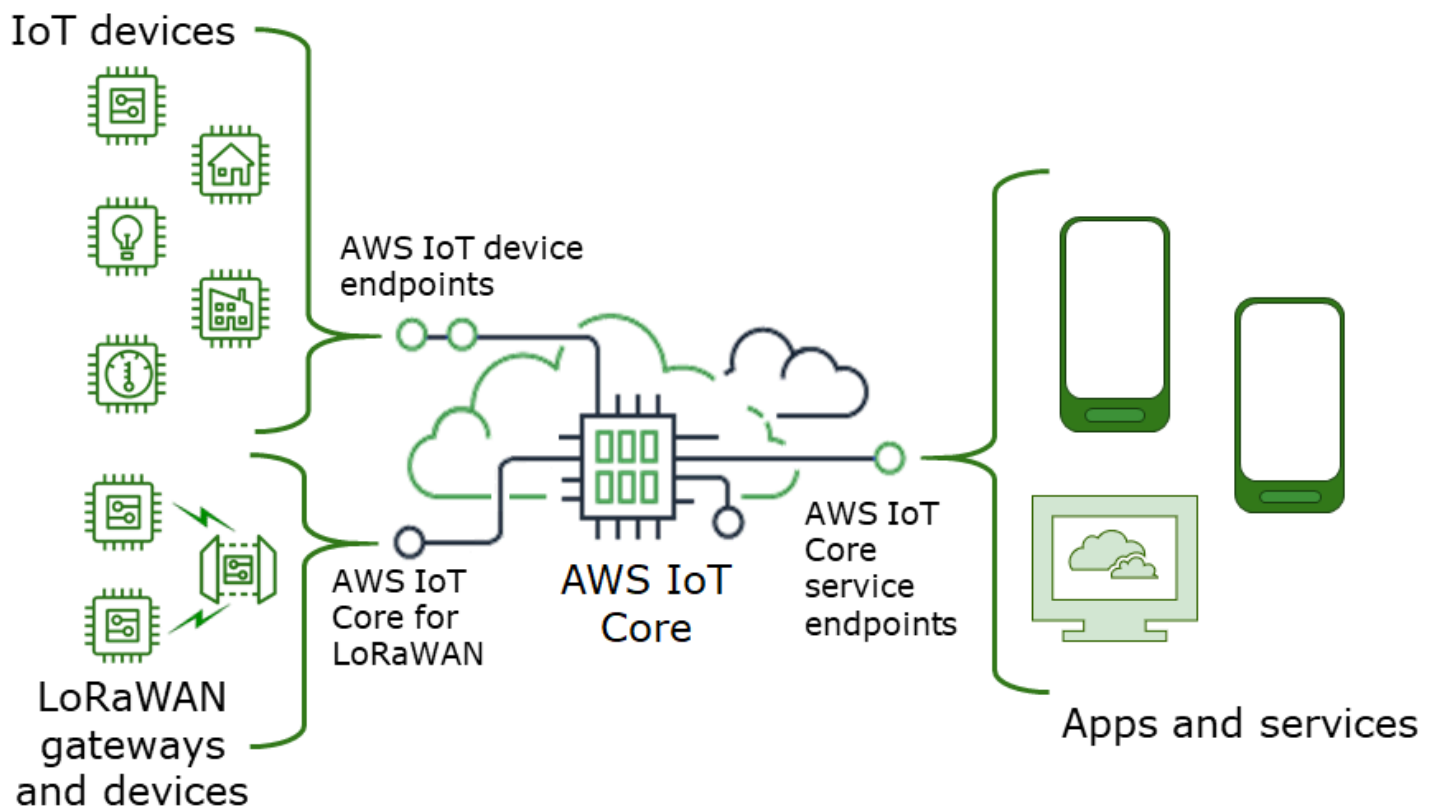 IoT devices
AWS IoT device
endpoints
AWS IoT
Core for
LoRaWAN
LoRaWAN
gateways
and devices
AWS IoT
Core
AWS IoT
Core
service
endpoints
Apps and services